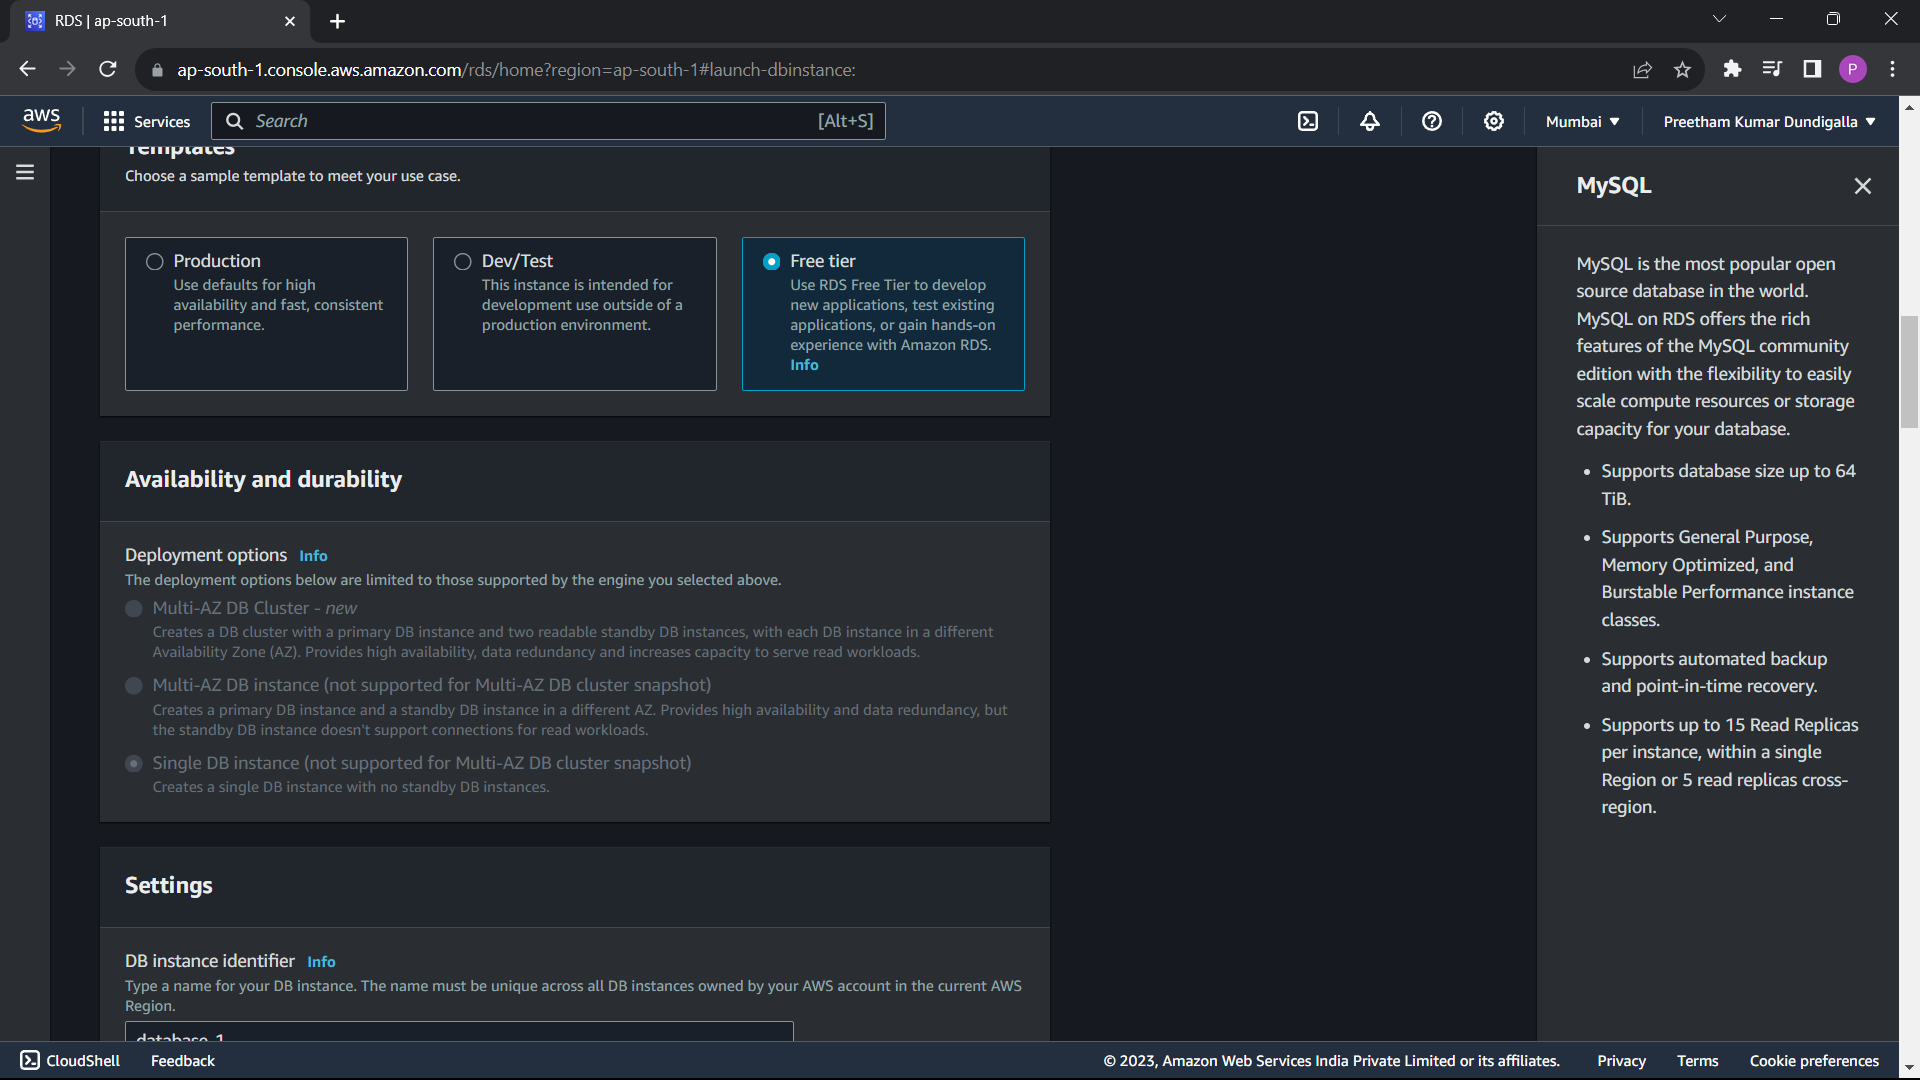 RDS | ap-south-1
ap-south-1.console.aws.amazon.com/rds/home?region=ap-south-1#launch-dbinstance:
P
aws
Services
Search
[Alt+S]
Mumbai
Preetham Kumar Dundigalla
Templates
Choose a sample template to meet your use case.
Production
Use defaults for high
availability and fast, consistent
performance.
Dev/Test
This instance is intended for
development use outside of a
production environment.
Free tier
Use RDS Free Tier to develop
new applications, test existing
applications, or gain hands-on
experience with Amazon RDS.
Info
Availability and durability
Deployment options Info
The deployment options below are limited to those supported by the engine you selected above.
Multi-AZ DB Cluster - new
Creates a DB cluster with a primary DB instance and two readable standby DB instances, with each DB instance in a different
Availability Zone (AZ). Provides high availability, data redundancy and increases capacity to serve read workloads.
Multi-AZ DB instance (not supported for Multi-AZ DB cluster snapshot)
Creates a primary DB instance and a standby DB instance in a different AZ. Provides high availability and data redundancy, but
the standby DB instance doesn't support connections for read workloads.
Single DB instance (not supported for Multi-AZ DB cluster snapshot)
Creates a single DB instance with no standby DB instances.
Settings
DB instance identifier Info
Type a name for your DB instance. The name must be unique across all DB instances owned by your AWS account in the current AWS
Region.
database-1
MySQL
MySQL is the most popular open
source database in the world.
MySQL on RDS offers the rich
features of the MySQL community
edition with the flexibility to easily
scale compute resources or storage
capacity for your database.
• Supports database size up to 64
TiB.
• Supports General Purpose,
Memory Optimized, and
Burstable Performance instance
classes.
• Supports automated backup
and point-in-time recovery.
• Supports up to 15 Read Replicas
per instance, within a single
Region or 5 read replicas cross-
region.
CloudShell
Feedback
© 2023, Amazon Web Services India Private Limited or its affiliates.
Privacy
Terms
Cookie preferences